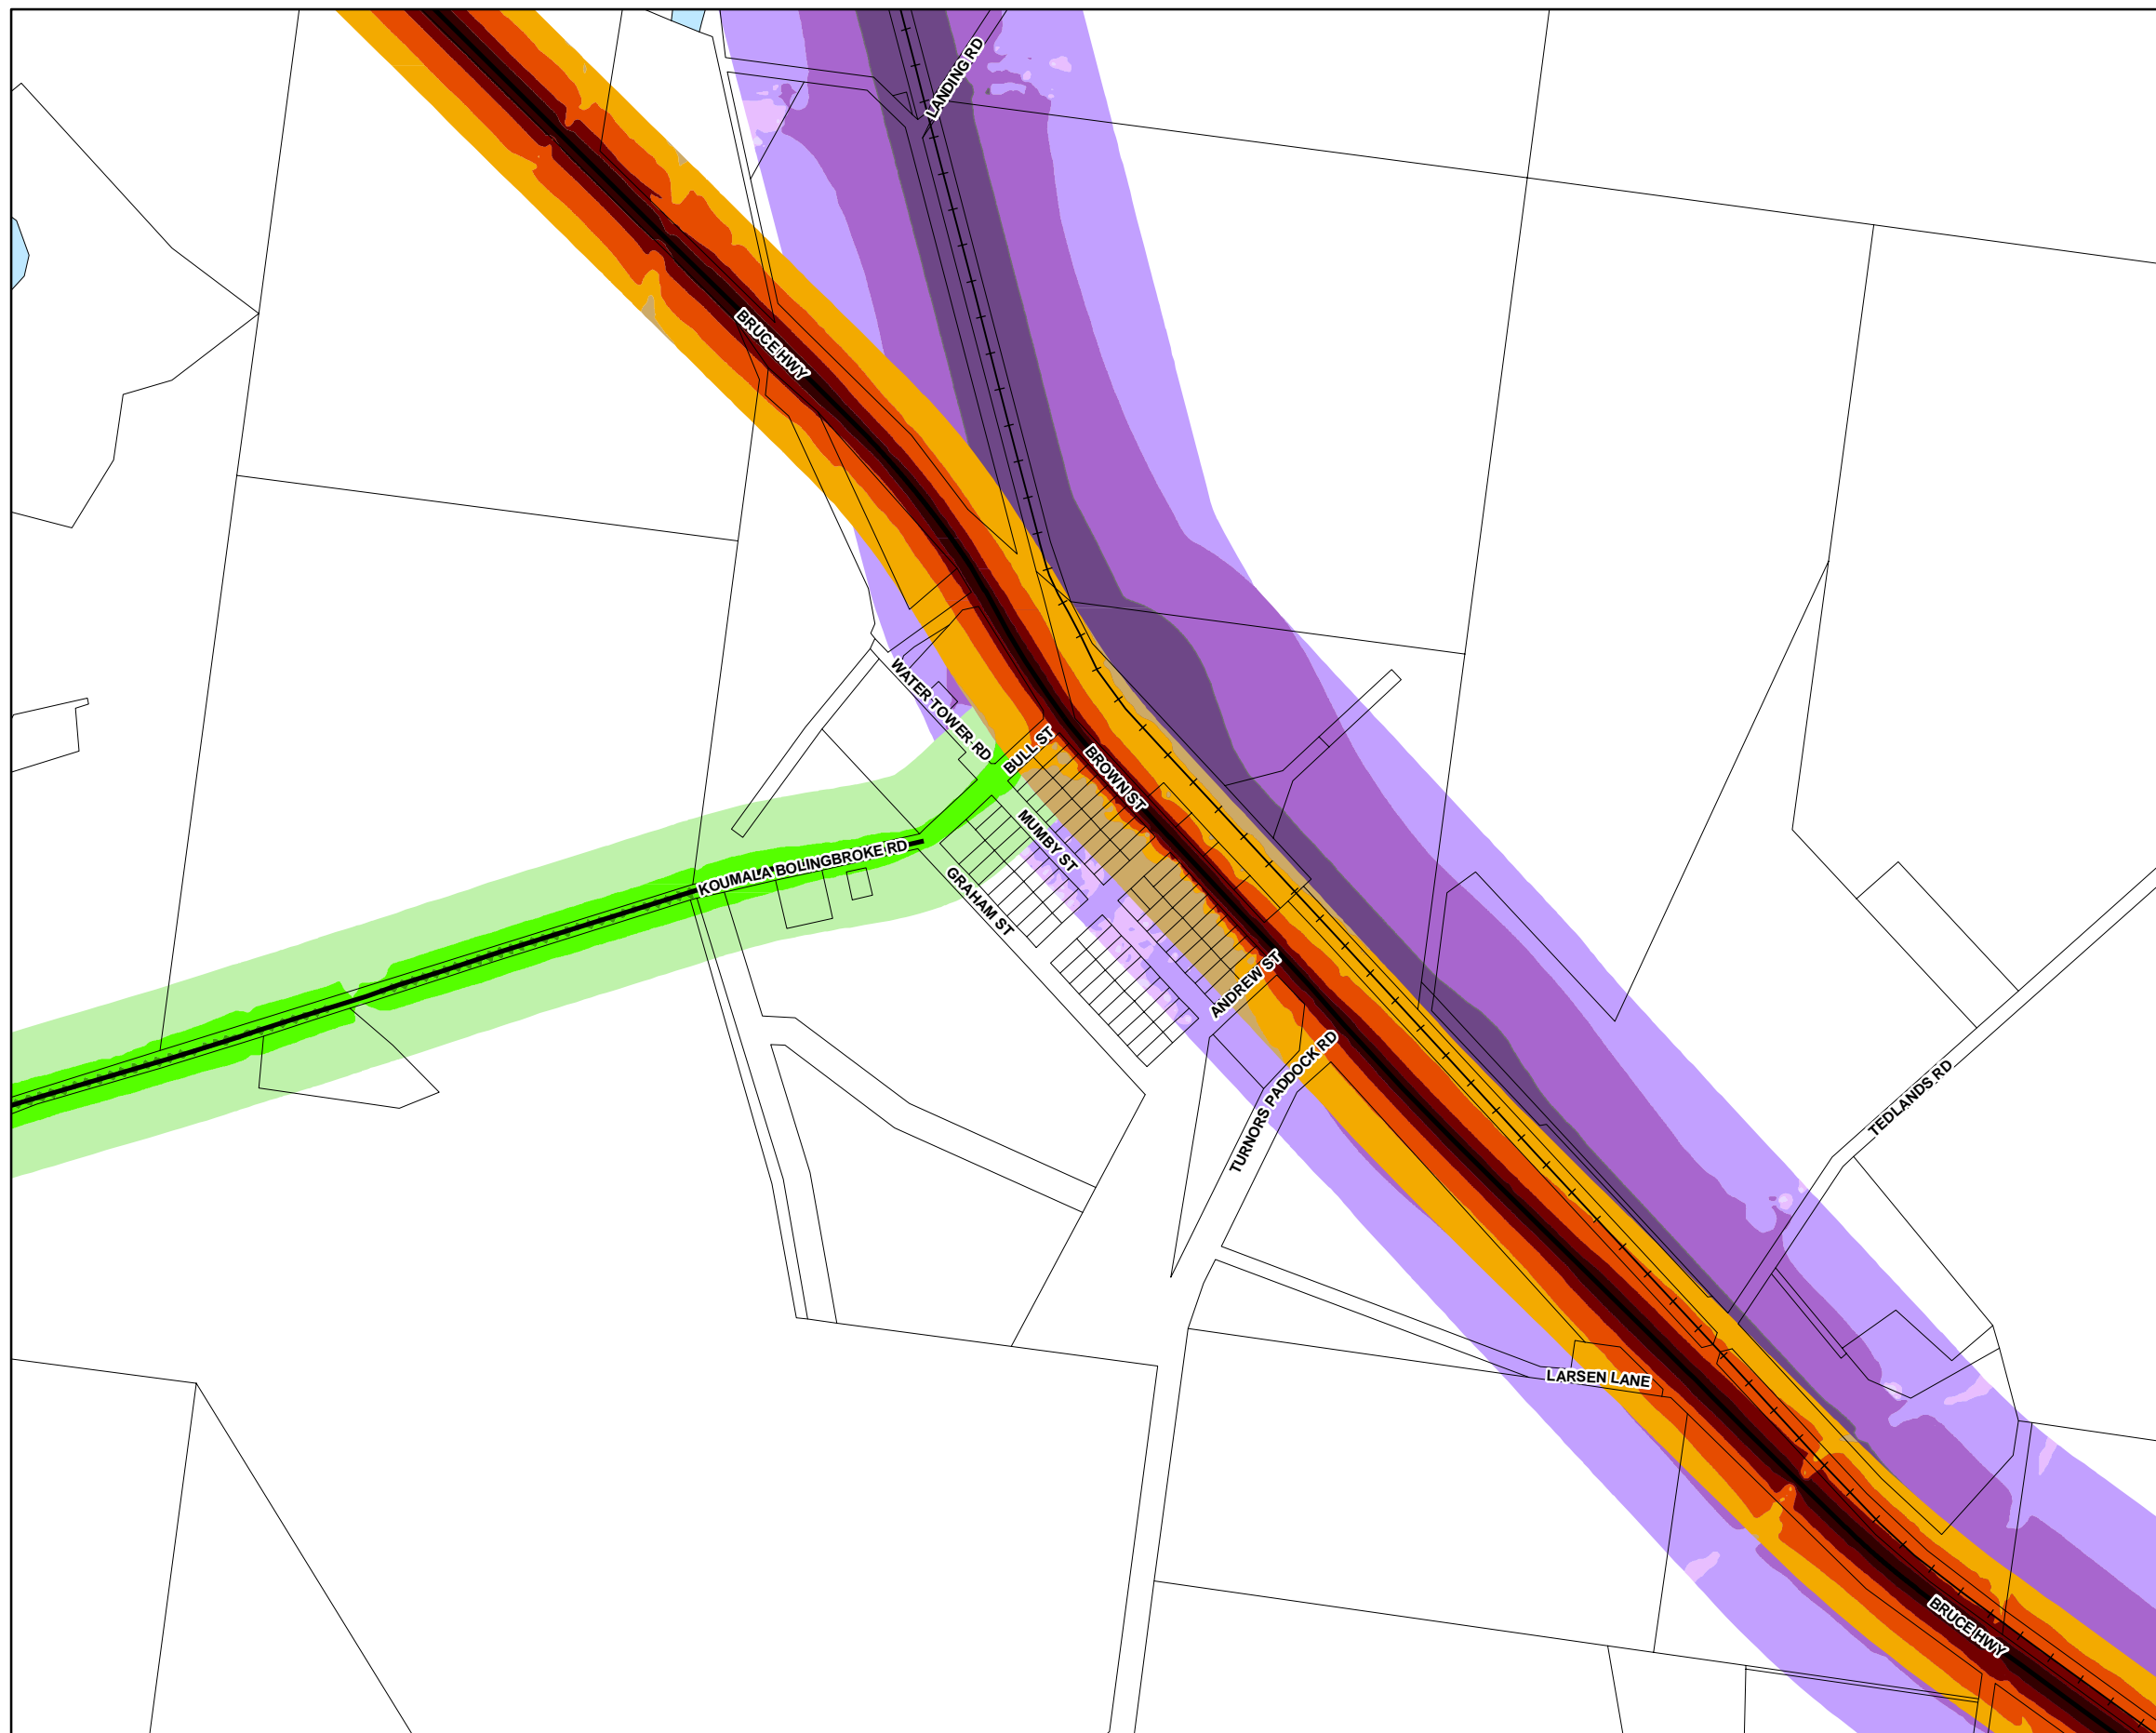 LANDING RD
BRUCE HWY
WATER TOWER RD
BULL ST
BROWN ST
MUMBY ST
KOUMALA BOLINGBROKE RD
GRAHAM ST
ANDREW ST
TURNORS PADDOCK RD
TEDLANDS RD
LARSEN LANE
BRUCE HWY